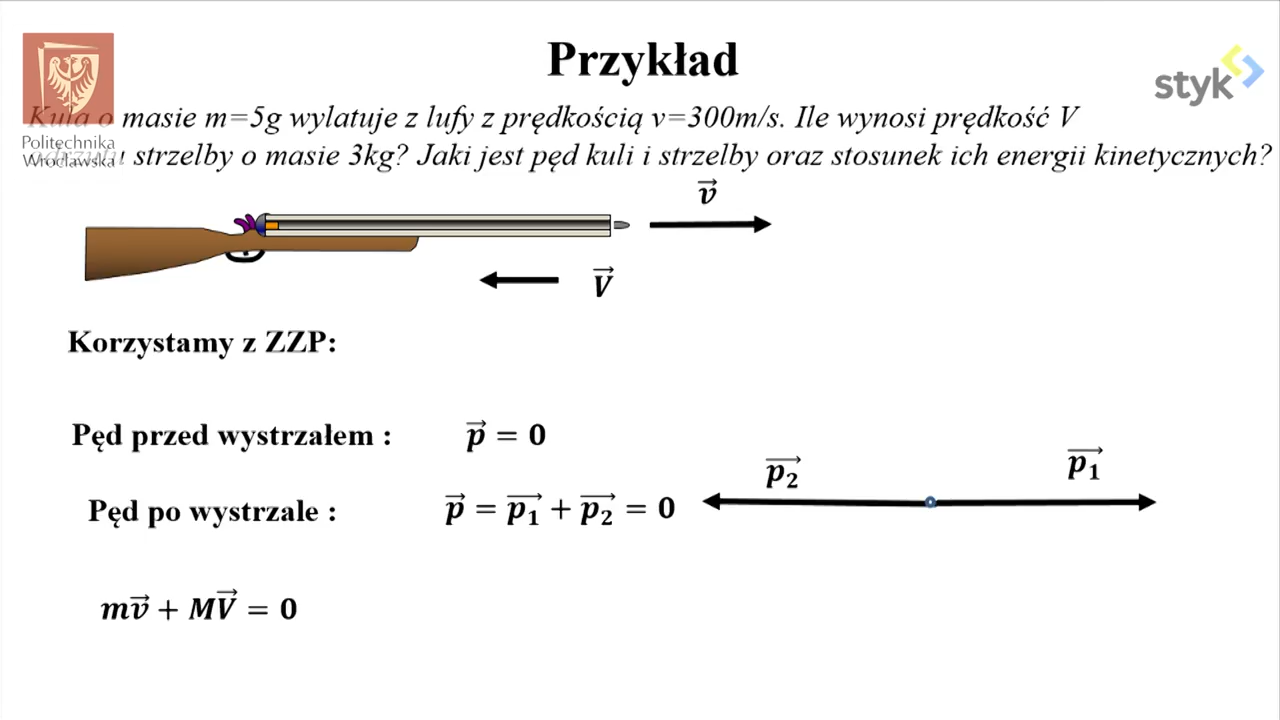 Przykład
styk
Politechnika
Wrocławska
Kula o masie m=5g wylatuje z lufy z prędkością v=300m/s. Ile wynosi prędkość V
strzelby o masie 3kg? Jaki jest pęd kuli i strzelby oraz stosunek ich energii kinetycznych?
v⃗
V⃗
Korzystamy z ZZP:
Pęd przed wystrzałem : p⃗ = 0
p₂⃗ p₁⃗
Pęd po wystrzale : p⃗ = p₁⃗ + p₂⃗ = 0
mv⃗ + MV⃗ = 0